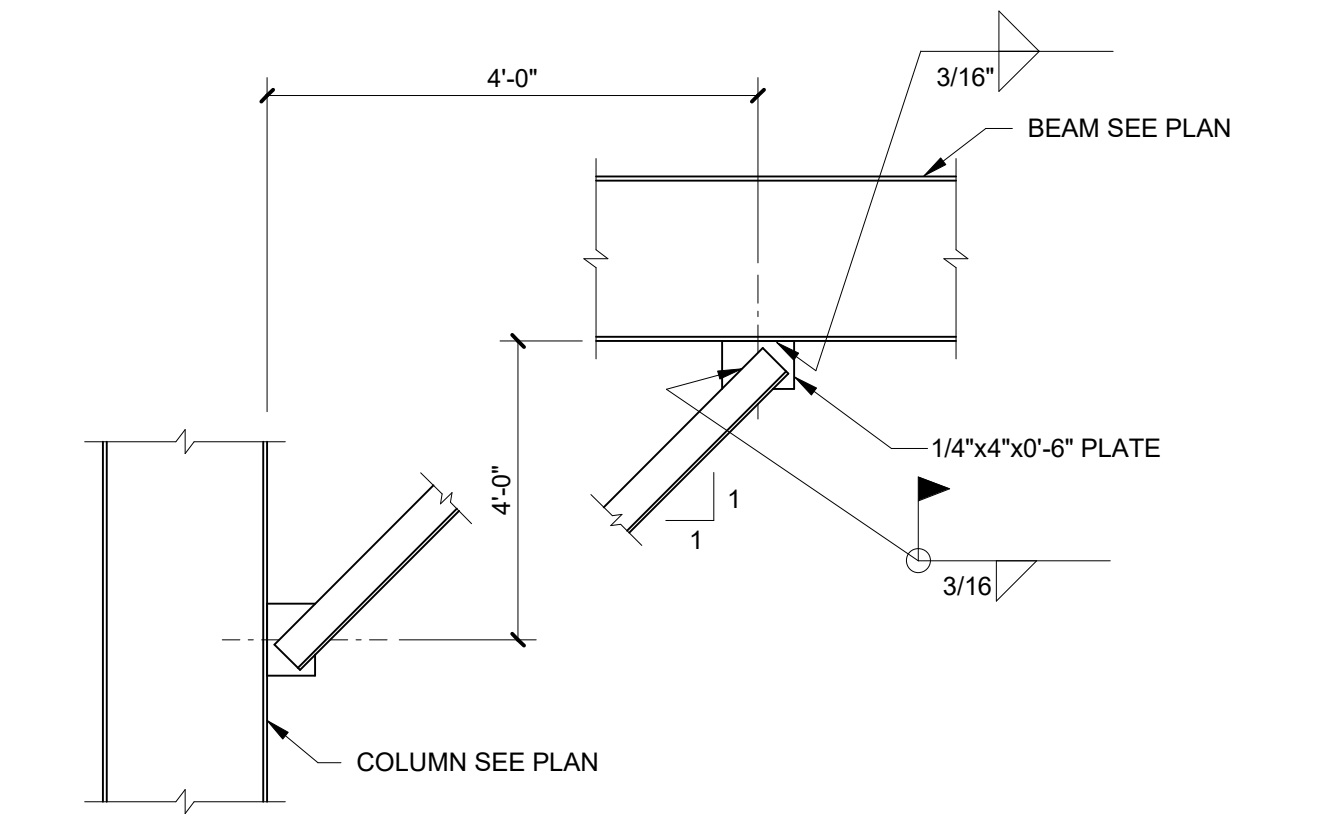 4'-0"
3/16"
BEAM SEE PLAN
1/4"x4"x0'-6" PLATE
4'-0"
1
1
3/16
COLUMN SEE PLAN